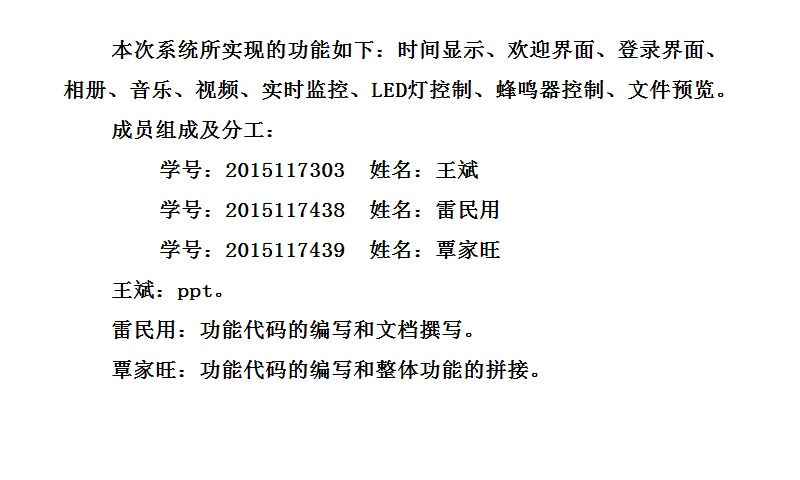 本次系统所实现的功能如下：时间显示、欢迎界面、登录界面、
相册、音乐、视频、实时监控、LED灯控制、蜂鸣器控制、文件预览。
成员组成及分工：
学号：2015117303 姓名：王斌
学号：2015117438 姓名：雷民用
学号：2015117439 姓名：覃家旺
王斌：ppt。
雷民用：功能代码的编写和文档撰写。
覃家旺：功能代码的编写和整体功能的拼接。